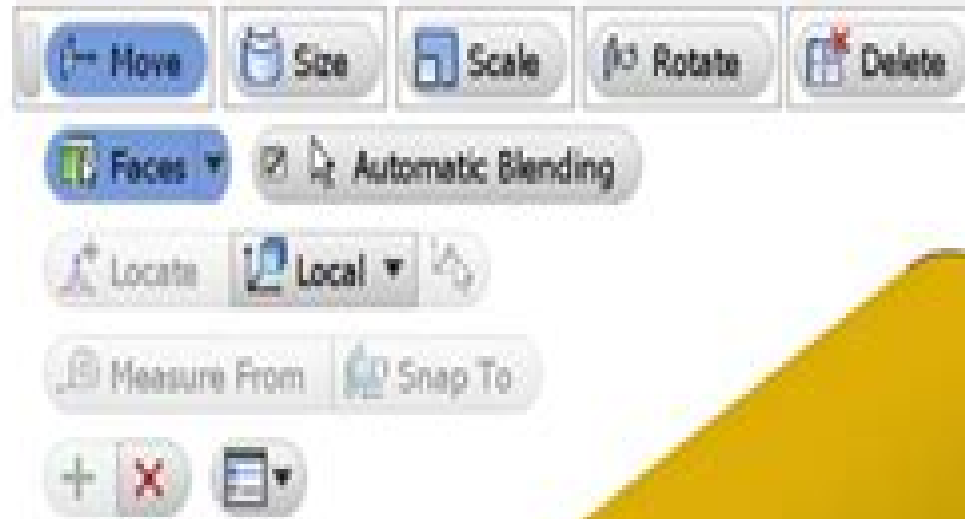 Move Size Scale Rotate Delete
Faces Automatic Blending
Locate Local
Measure From Snap To